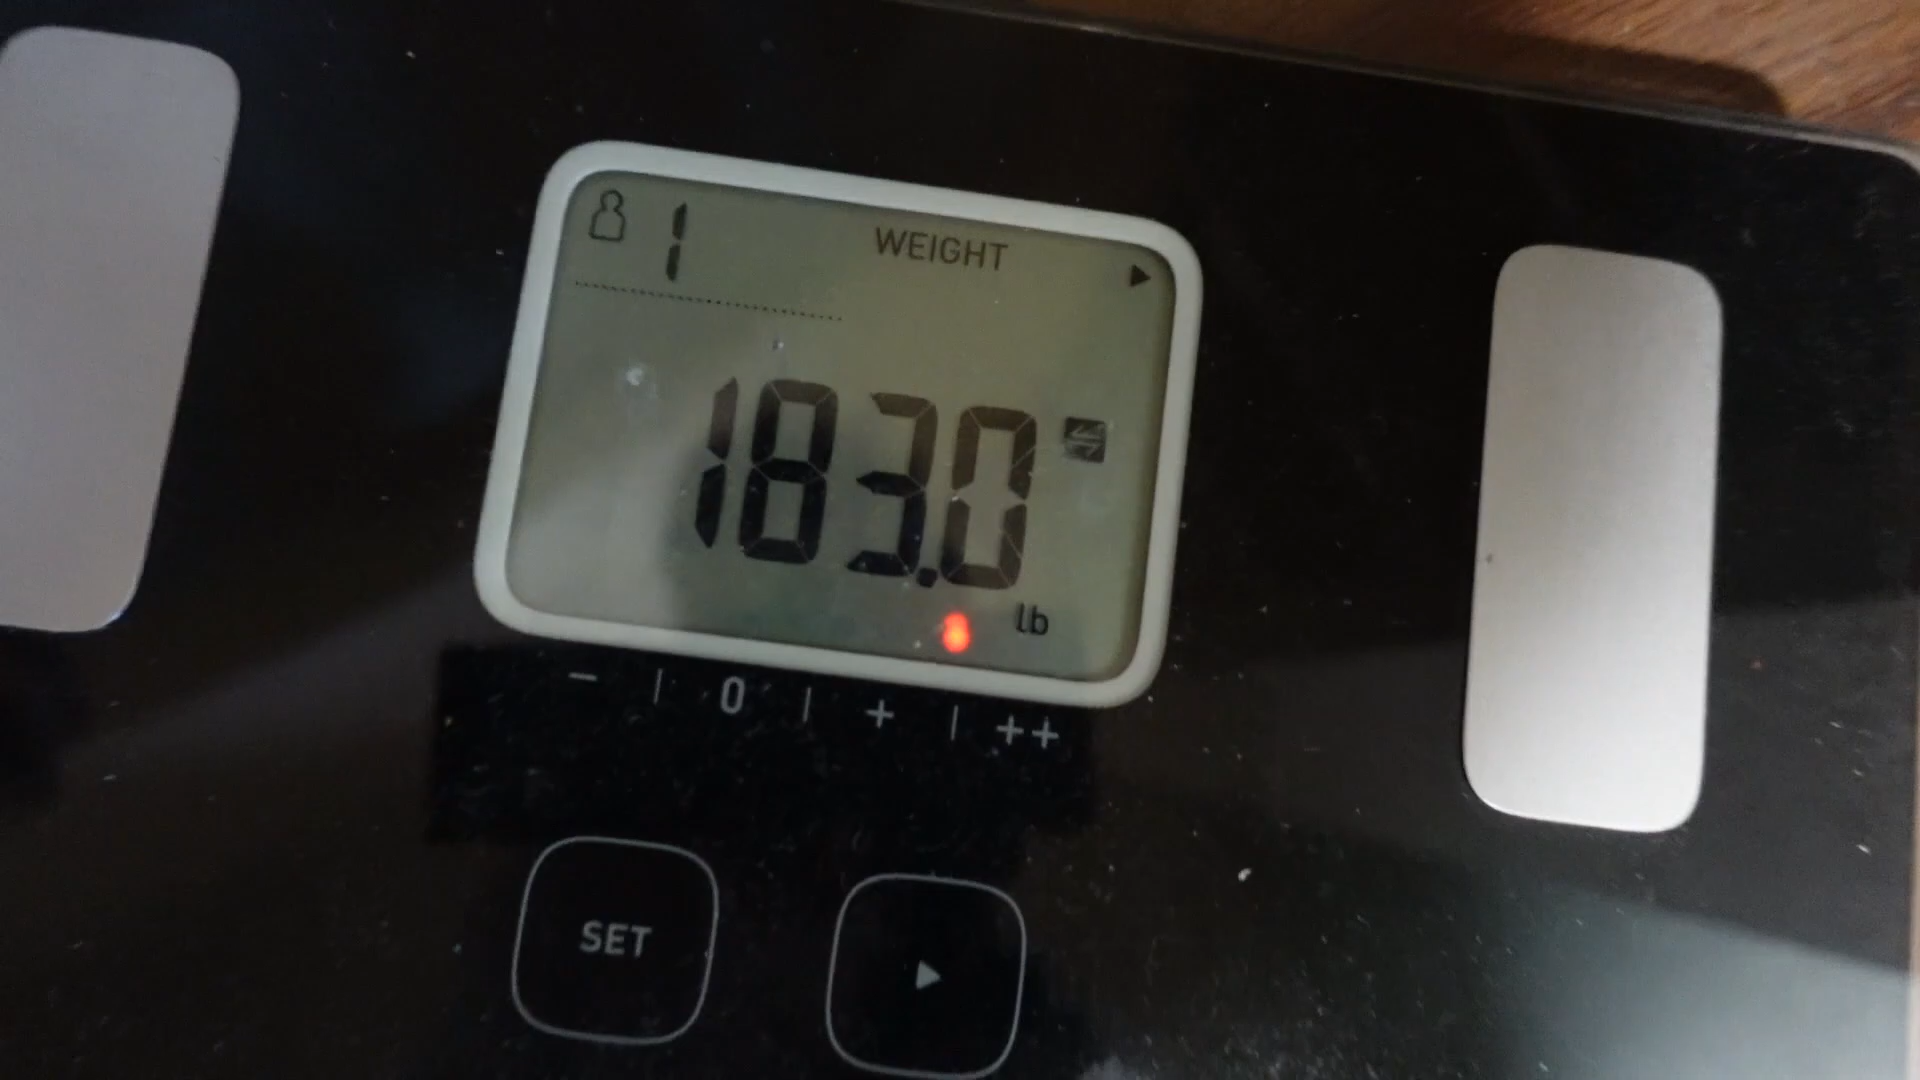 1 WEIGHT
183.0
lb
− | 0 | + | ++
SET